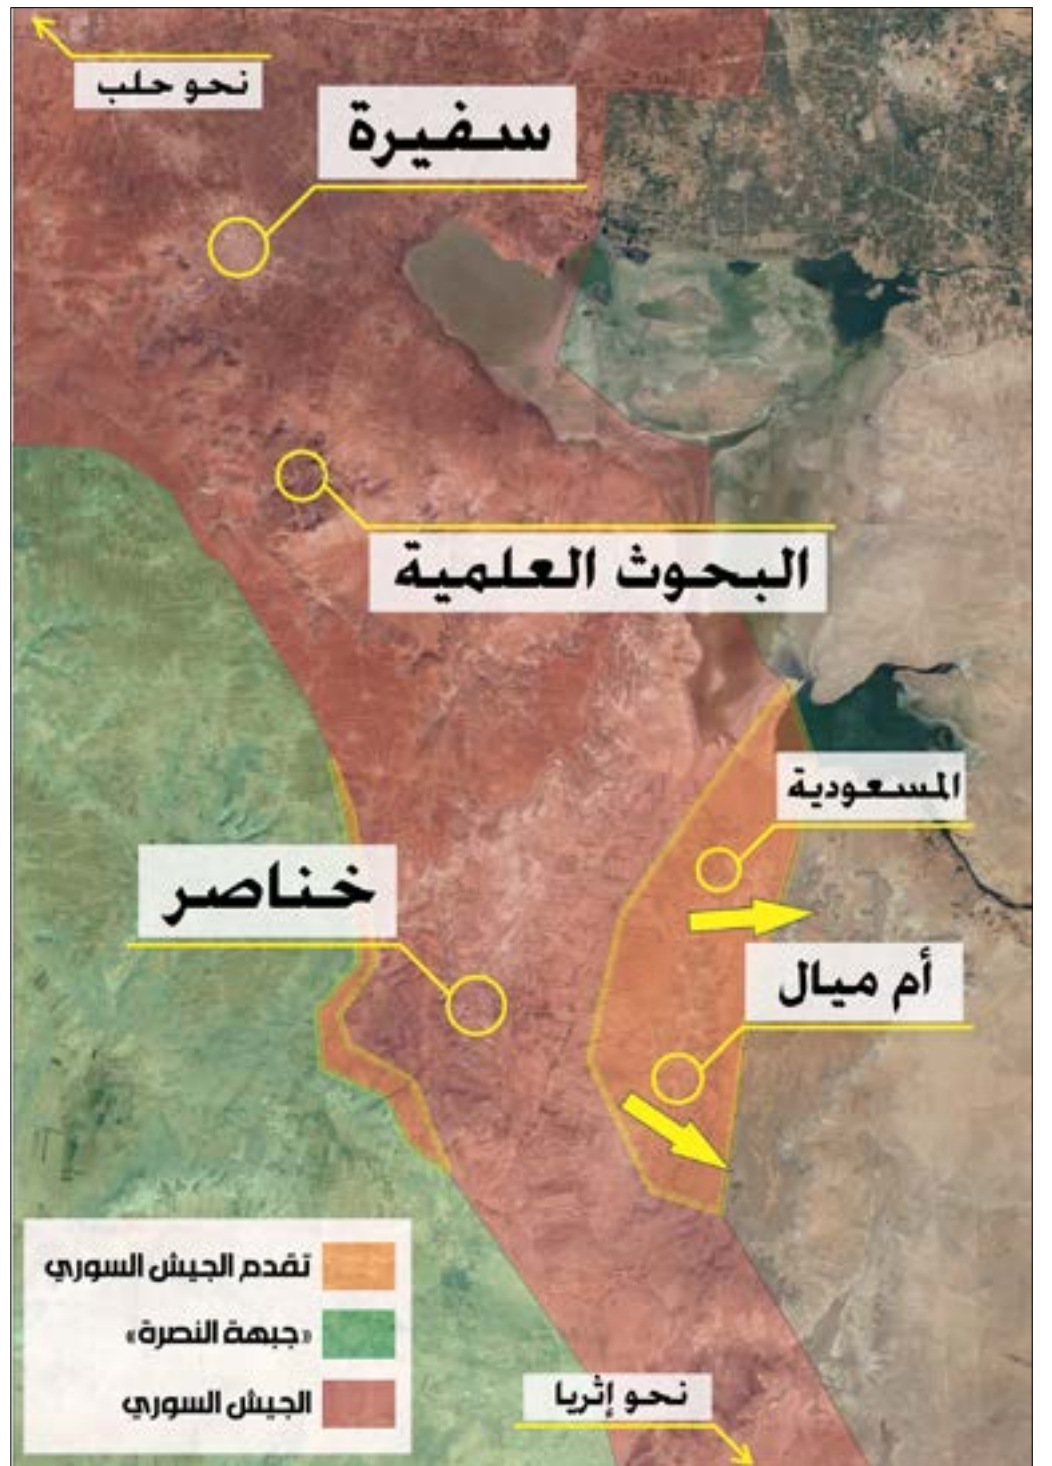 نحو حلب
سفيرة
البحوث العلمية
المسعودية
خناصر
أم ميال
تقدم الجيش السوري
«جبهة النصرة»
الجيش السوري
نحو إثريا